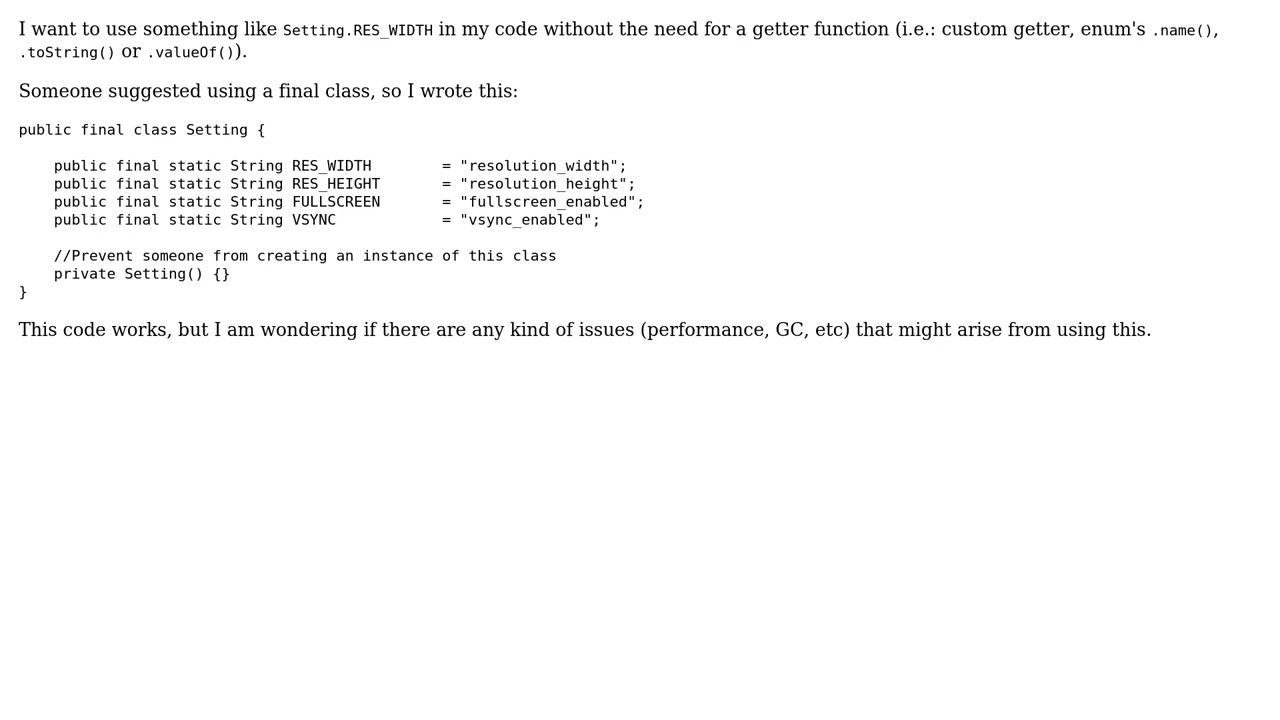 I want to use something like Setting.RES_WIDTH in my code without the need for a getter function (i.e.: custom getter, enum's .name(),
.toString() or .valueOf()).
Someone suggested using a final class, so I wrote this:
public final class Setting {
    public final static String RES_WIDTH        = "resolution_width";
    public final static String RES_HEIGHT       = "resolution_height";
    public final static String FULLSCREEN       = "fullscreen_enabled";
    public final static String VSYNC            = "vsync_enabled";
    //Prevent someone from creating an instance of this class
    private Setting() {}
}
This code works, but I am wondering if there are any kind of issues (performance, GC, etc) that might arise from using this.